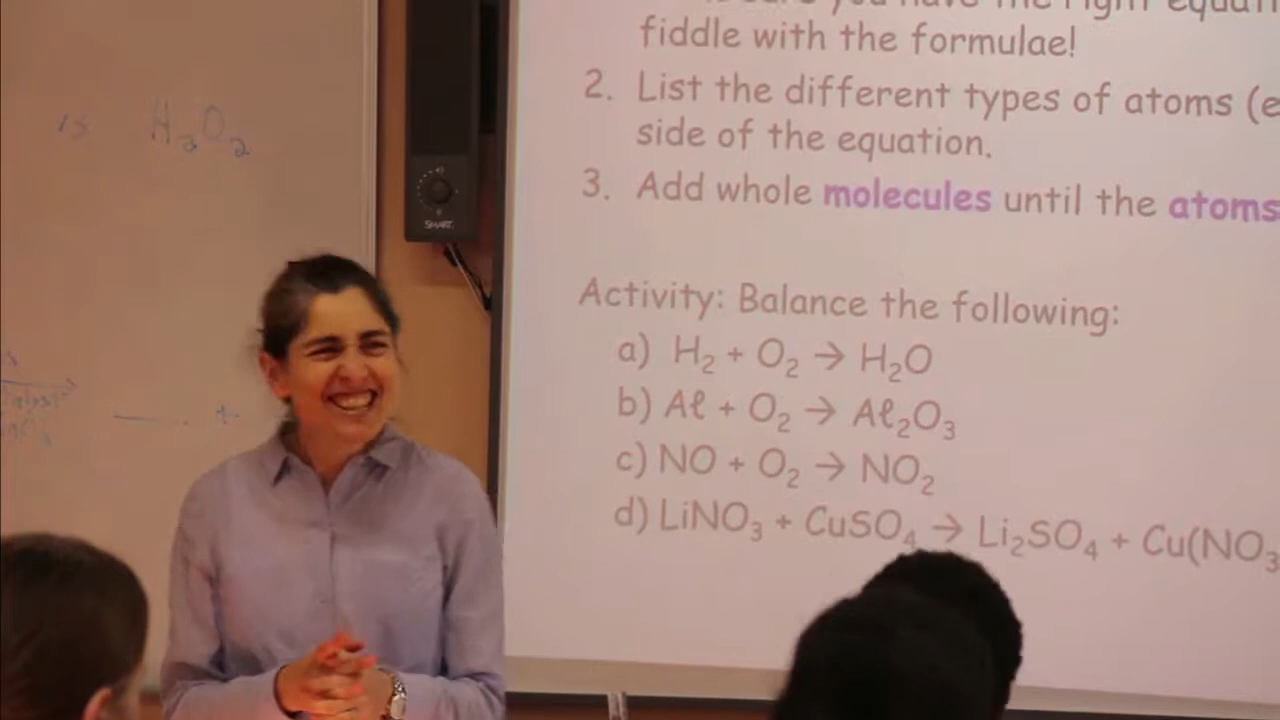 fiddle with the formulae!
2. List the different types of atoms (e
side of the equation.
3. Add whole molecules until the atoms
Activity: Balance the following:
a) H₂ + O₂ → H₂O
b) Al + O₂ → Al₂O₃
c) NO + O₂ → NO₂
d) LiNO₃ + CuSO₄ → Li₂SO₄ + Cu(NO₃
is H₂O₂
SMART